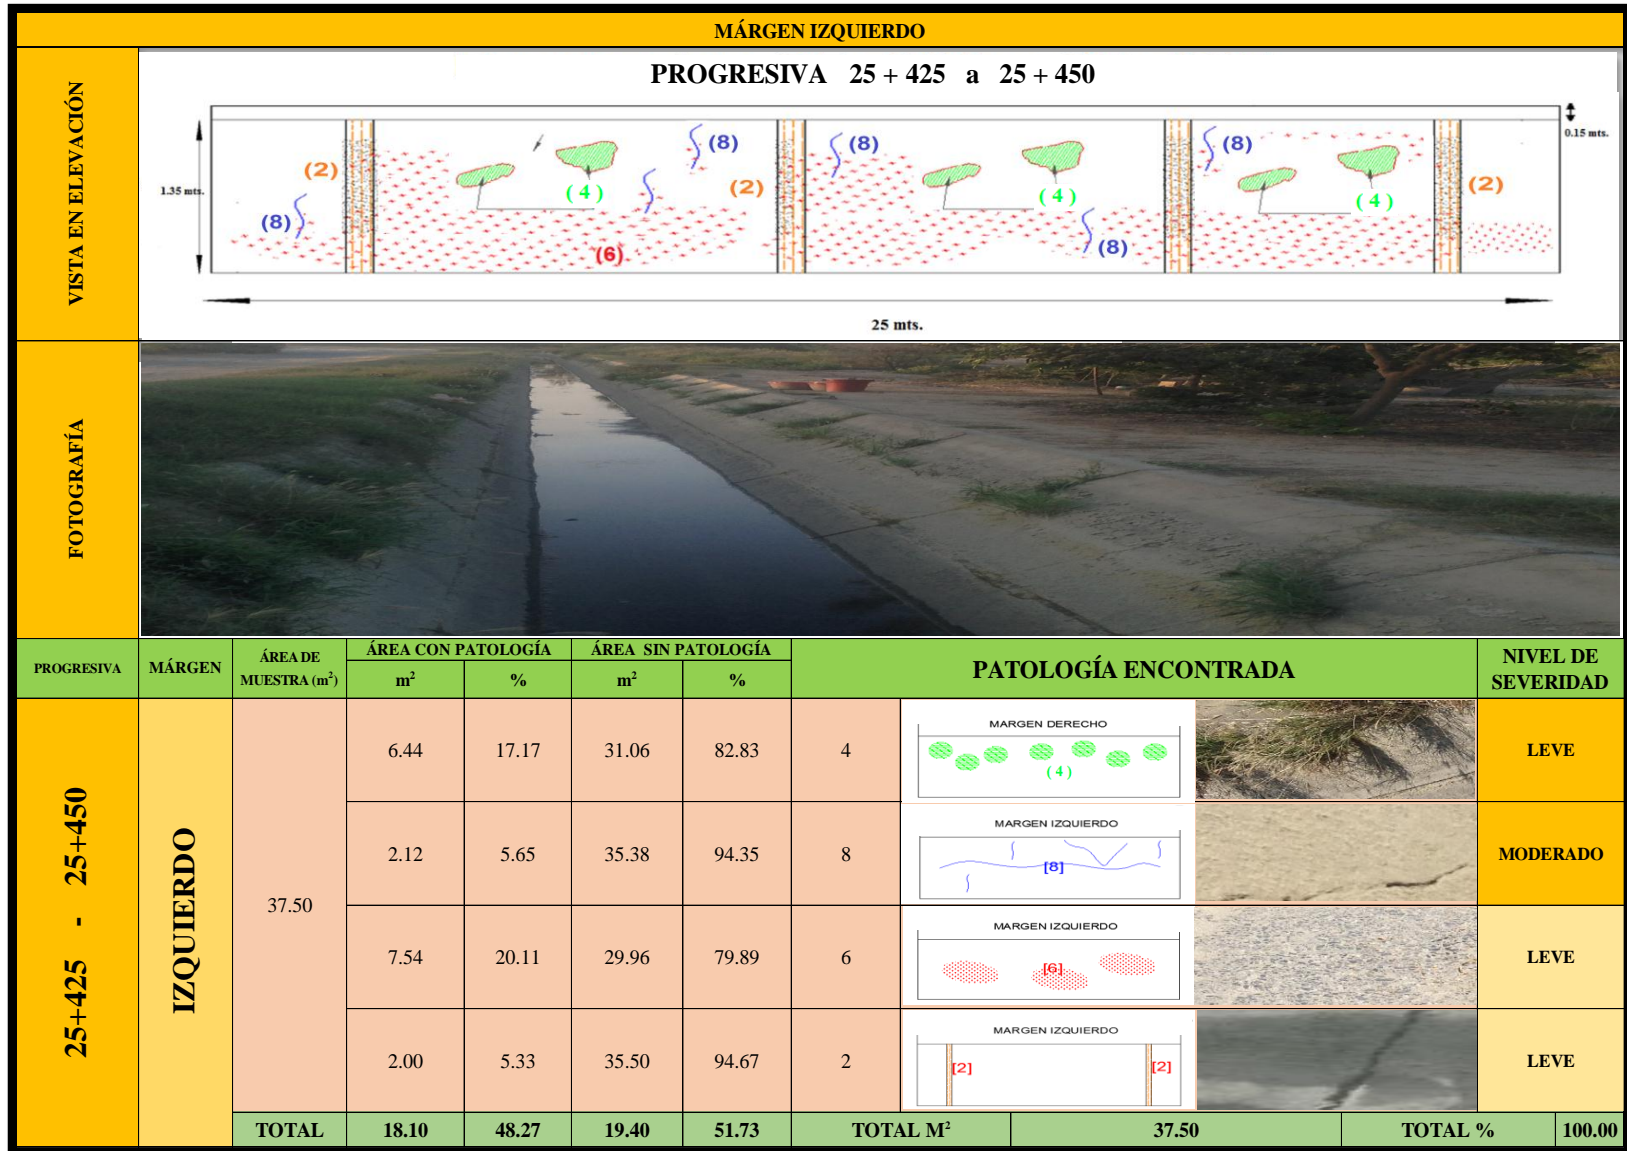 MÁRGEN IZQUIERDO
VISTA EN ELEVACIÓN
PROGRESIVA 25 + 425 a 25 + 450
0.15 mts.
1.35 mts.
(2)
(8)
(4)
(8)
(2)
(6)
(8)
(4)
(8)
(8)
(4)
(2)
25 mts.
FOTOGRAFÍA
PROGRESIVA
MÁRGEN
ÁREA DE
MUESTRA (m²)
ÁREA CON PATOLOGÍA
m²
%
ÁREA SIN PATOLOGÍA
m²
%
PATOLOGÍA ENCONTRADA
NIVEL DE
SEVERIDAD
25+425 - 25+450
IZQUIERDO
37.50
6.44 17.17 31.06 82.83 4
MARGEN DERECHO
(4)
LEVE
2.12 5.65 35.38 94.35 8
MARGEN IZQUIERDO
[8]
MODERADO
7.54 20.11 29.96 79.89 6
MARGEN IZQUIERDO
[6]
LEVE
2.00 5.33 35.50 94.67 2
MARGEN IZQUIERDO
[2] [2]
LEVE
TOTAL 18.10 48.27 19.40 51.73 TOTAL M² 37.50 TOTAL % 100.00